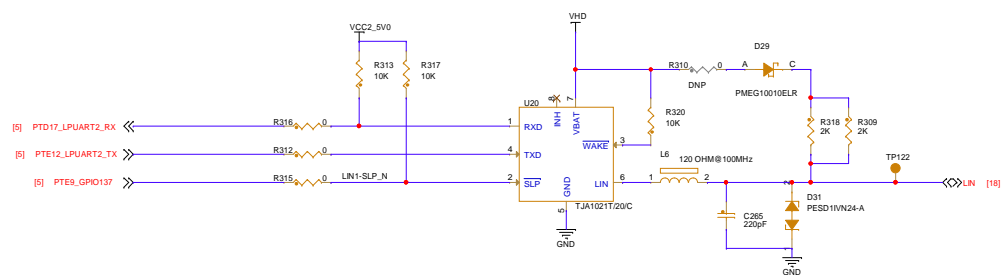 VHD
VCC2_5V0
D29
R310
0
A
C
DNP
PMEG10010ELR
R313
10K
R317
10K
U20
8
7
INH
VBAT
R320
10K
R318
2K
R309
2K
[5]
PTD17_LPUART2_RX
R316
0
1
RXD
WAKE
3
[5]
PTE12_LPUART2_TX
R312
0
4
TXD
L6
120 OHM@100MHz
TP122
[5]
PTE9_GPIO137
R315
0
LIN1-SLP_N
2
SLP
GND
LIN
6
1
2
2
LIN
[18]
5
TJA1021T/20/C
D31
PESD1IVN24-A
C265
220pF
GND
GND